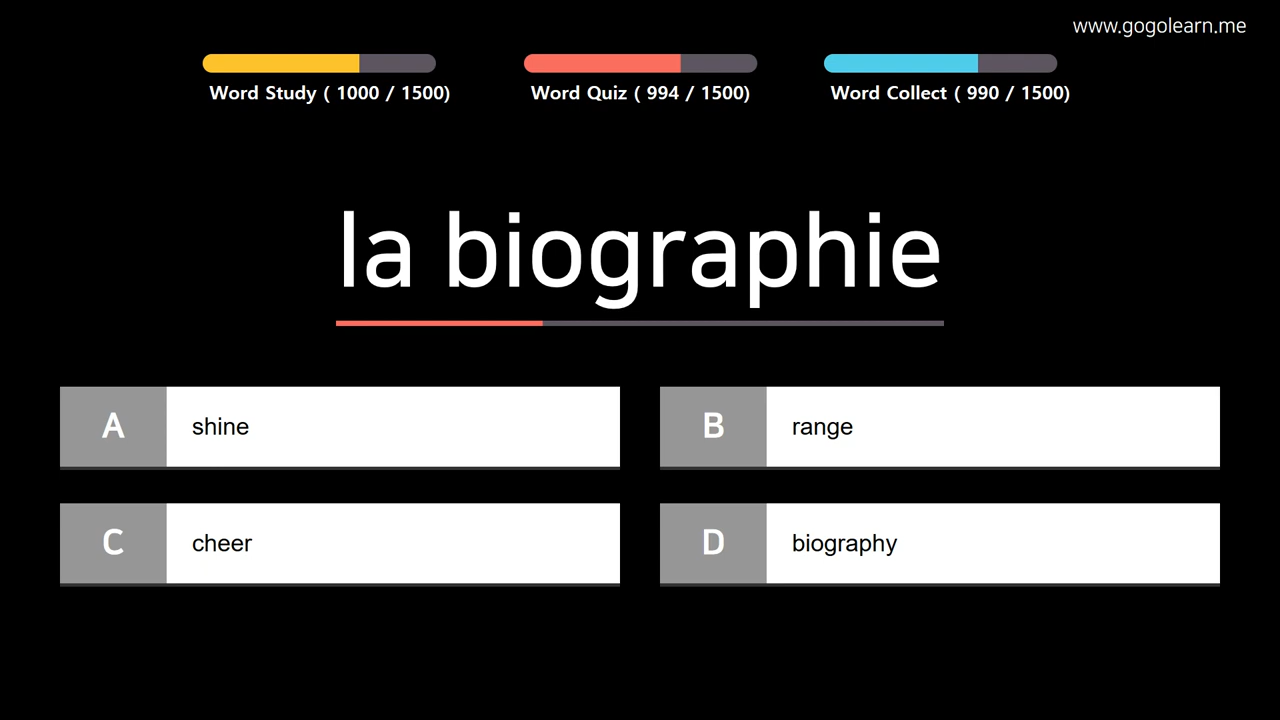 www.gogolearn.me
Word Study ( 1000 / 1500)
Word Quiz ( 994 / 1500)
Word Collect ( 990 / 1500)
la biographie
A shine
B range
C cheer
D biography